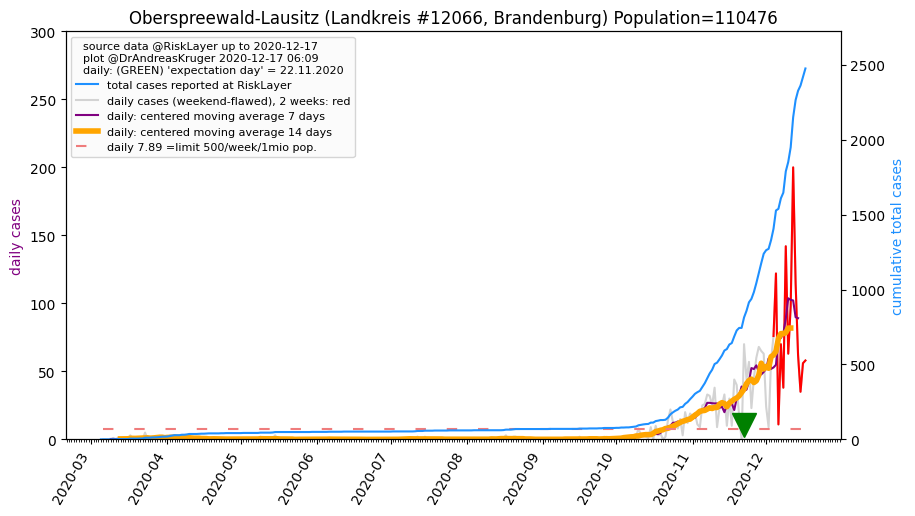 Oberspreewald-Lausitz (Landkreis #12066, Brandenburg) Population=110476
source data @RiskLayer up to 2020-12-17
plot @DrAndreasKruger 2020-12-17 06:09
daily: (GREEN) 'expectation day' = 22.11.2020
total cases reported at RiskLayer
daily cases (weekend-flawed), 2 weeks: red
daily: centered moving average 7 days
daily: centered moving average 14 days
daily 7.89 =limit 500/week/1mio pop.
daily cases
300
250
200
150
100
50
0
cumulative total cases
2500
2000
1500
1000
500
0
2020-03
2020-04
2020-05
2020-06
2020-07
2020-08
2020-09
2020-10
2020-11
2020-12